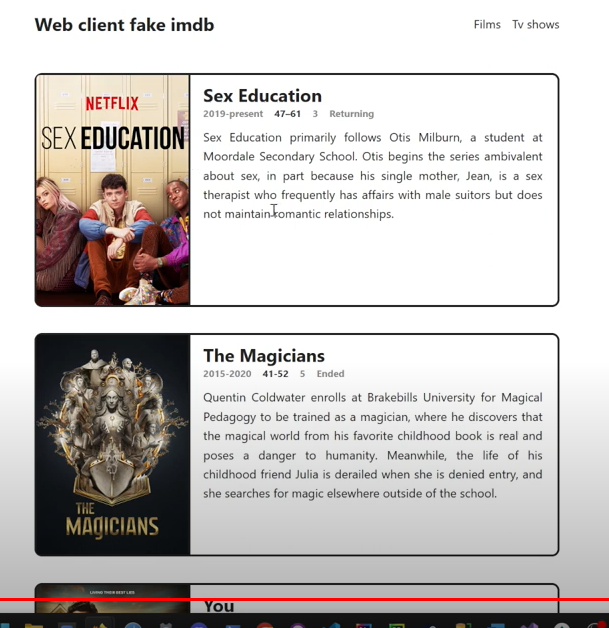 Web client fake imdb
Films Tv shows
NETFLIX
SEX EDUCATION
Sex Education
2019-present 47–61 3 Returning
Sex Education primarily follows Otis Milburn, a student at
Moordale Secondary School. Otis begins the series ambivalent
about sex, in part because his single mother, Jean, is a sex
therapist who frequently has affairs with male suitors but does
not maintain romantic relationships.
THE
MAGICIANS
The Magicians
2015-2020 41-52 5 Ended
Quentin Coldwater enrolls at Brakebills University for Magical
Pedagogy to be trained as a magician, where he discovers that
the magical world from his favorite childhood book is real and
poses a danger to humanity. Meanwhile, the life of his
childhood friend Julia is derailed when she is denied entry, and
she searches for magic elsewhere outside of the school.
LIVING THEIR BEST LIES
You